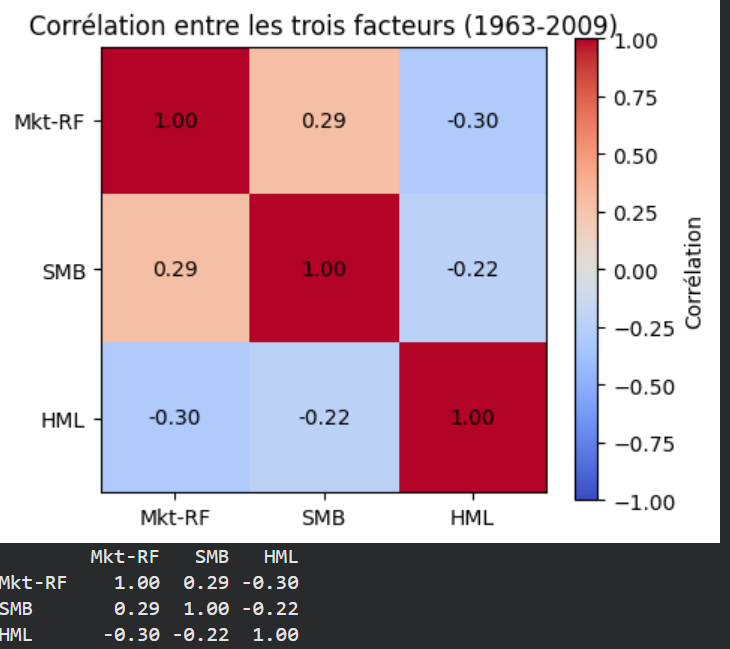 Corrélation entre les trois facteurs (1963-2009)
1.00
Mkt-RF 1.00 0.29 -0.30
0.75
0.50
0.25
SMB 0.29 1.00 -0.22
0.00
Corrélation
−0.25
−0.50
HML -0.30 -0.22 1.00
−0.75
−1.00
Mkt-RF SMB HML
Mkt-RF SMB HML
Mkt-RF 1.00 0.29 -0.30
SMB 0.29 1.00 -0.22
HML -0.30 -0.22 1.00